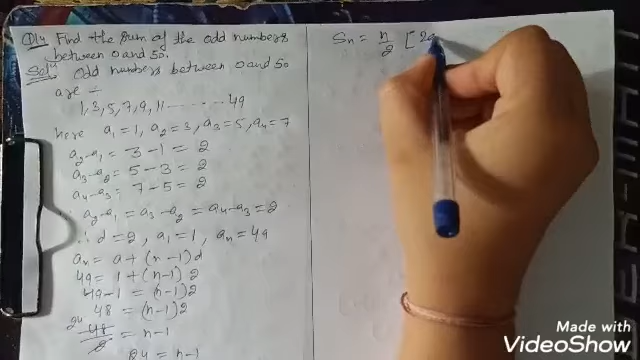 Q14 Find the sum of the odd numbers
between 0 and 50.
Solⁿ Odd numbers between 0 and 50
are -
1, 3, 5, 7, 9, 11 ........ 49
here a₁ = 1, a₂ = 3, a₃ = 5, a₄ = 7
a₂-a₁ = 3-1 = 2
a₃-a₂ = 5-3 = 2
a₄-a₃ = 7-5 = 2
a₂-a₁ = a₃-a₂ = a₄-a₃ = 2
∴ d = 2, a₁ = 1, aₙ = 49
aₙ = a + (n-1)d
49 = 1 + (n-1)2
49-1 = (n-1)2
48 = (n-1)2
24 48/2 = n-1
24 = n-1
Sₙ = n/2 [2a
Made with
VideoShow